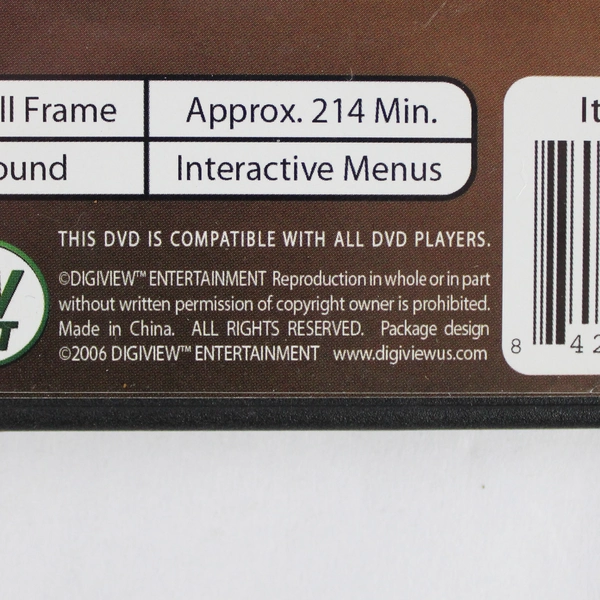 ll Frame
Approx. 214 Min.
ound
Interactive Menus
It
THIS DVD IS COMPATIBLE WITH ALL DVD PLAYERS.
©DIGIVIEW™ ENTERTAINMENT Reproduction in whole or in part
without written permission of copyright owner is prohibited.
Made in China. ALL RIGHTS RESERVED. Package design
©2006 DIGIVIEW™ ENTERTAINMENT www.digiviewus.com
W
T
8 42